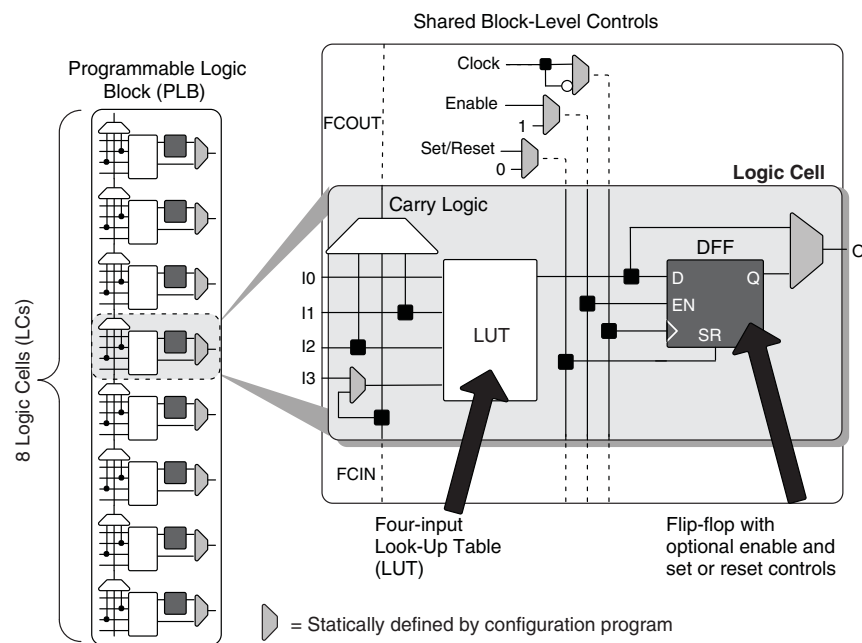 Shared Block-Level Controls
Programmable Logic
Block (PLB)
8 Logic Cells (LCs)
Clock
Enable
1
Set/Reset
0
FCOUT
Logic Cell
Carry Logic
I0
I1
I2
I3
LUT
DFF
D
Q
EN
SR
O
FCIN
Four-input
Look-Up Table
(LUT)
Flip-flop with
optional enable and
set or reset controls
= Statically defined by configuration program